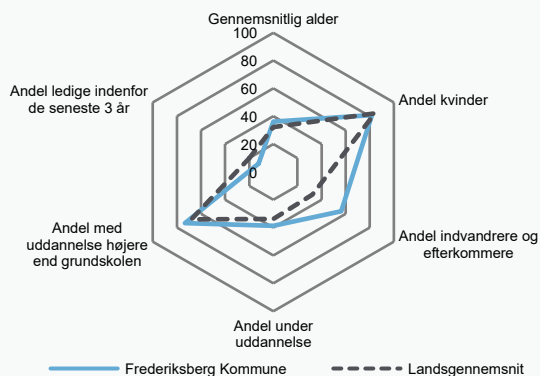 Gennemsnitlig alder
100
80
60
40
20
0
Andel kvinder
Andel indvandrere og
efterkommere
Andel under
uddannelse
Andel med
uddannelse højere
end grundskolen
Andel ledige indenfor
de seneste 3 år
Frederiksberg Kommune
Landsgennemsnit